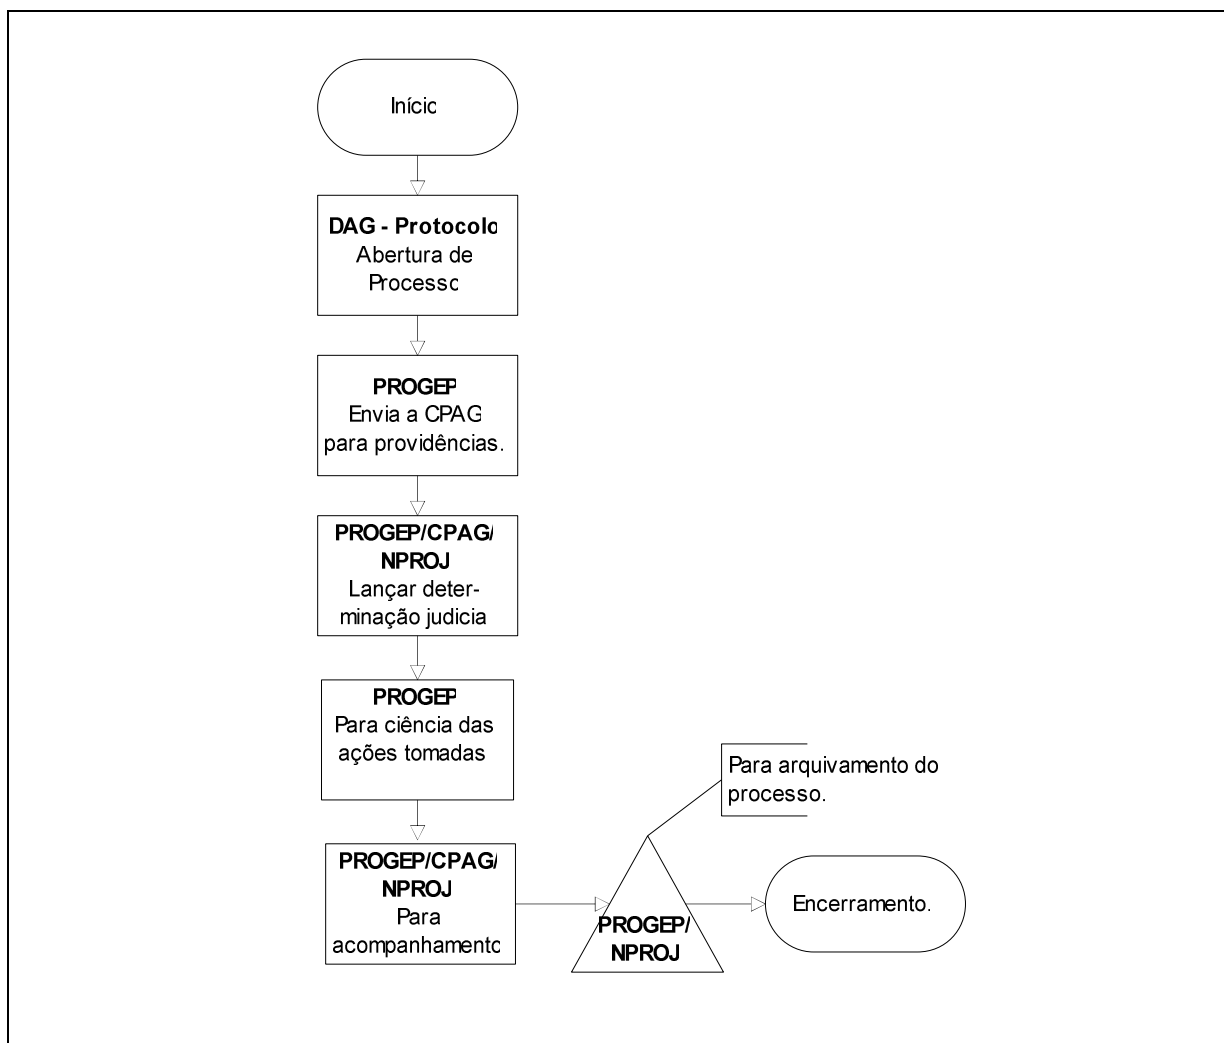 Início
DAG - Protocolo
Abertura de
Processo
PROGEP
Envia a CPAG
para providências.
PROGEP/CPAG/
NPROJ
Lançar deter-
minação judicia
PROGEP
Para ciência das
ações tomadas
PROGEP/CPAG/
NPROJ
Para
acompanhamento
Para arquivamento do
processo.
PROGEP/
NPROJ
Encerramento.